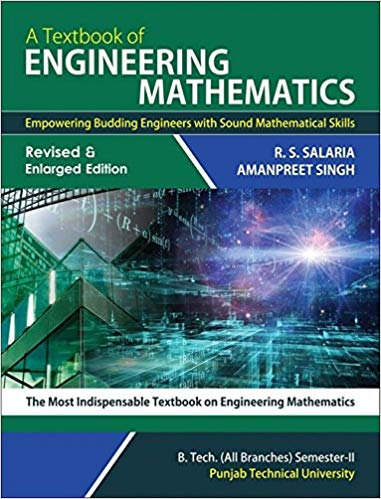 A Textbook of
ENGINEERING
MATHEMATICS
Empowering Budding Engineers with Sound Mathematical Skills
Revised &
Enlarged Edition
R. S. SALARIA
AMANPREET SINGH
The Most Indispensable Textbook on Engineering Mathematics
B. Tech. (All Branches) Semester-II
Punjab Technical University